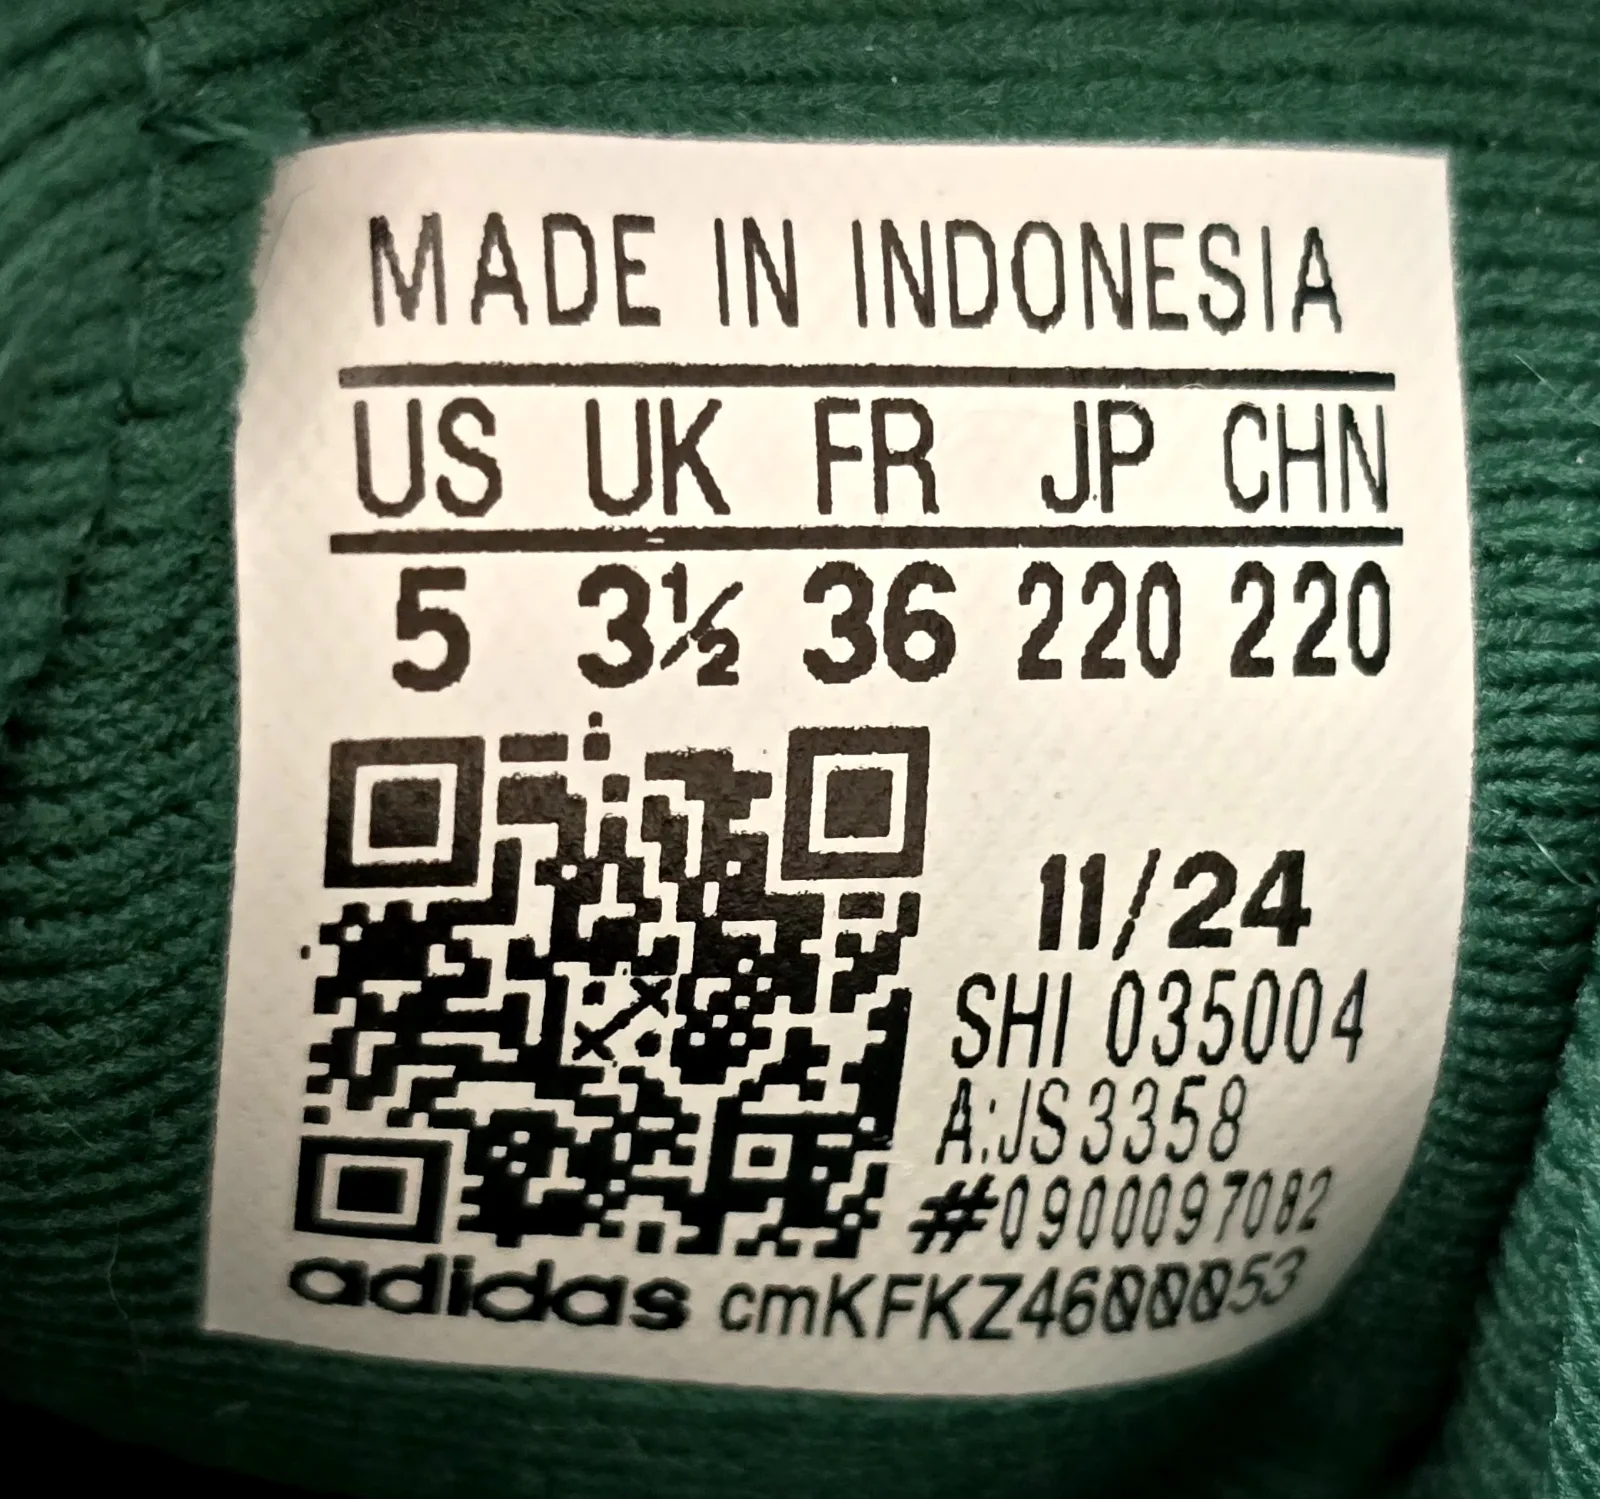 MADE IN INDONESIA
US UK FR JP CHN
5 3½ 36 220 220
11/24
SHI 035004
A:JS3358
#0900097082
adidas cmKFKZ4600053